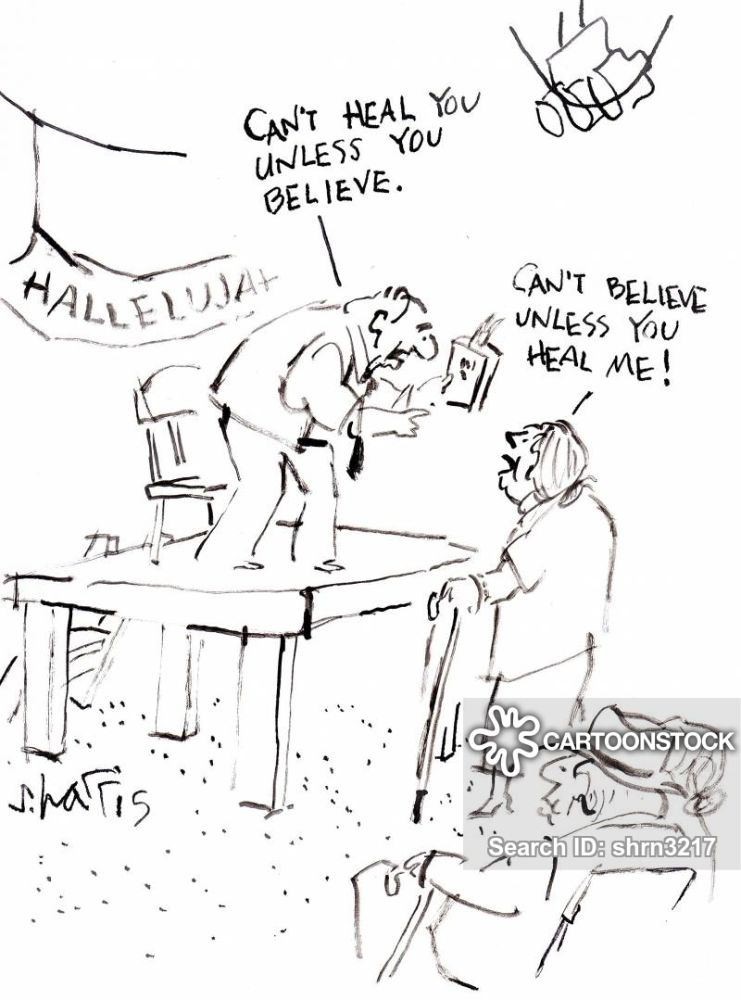 CAN'T HEAL YOU
UNLESS YOU
BELIEVE.
HALLELUJAH
CAN'T BELIEVE
UNLESS YOU
HEAL ME!
S.HARRIS
CARTOONSTOCK
Search ID: shrn3217